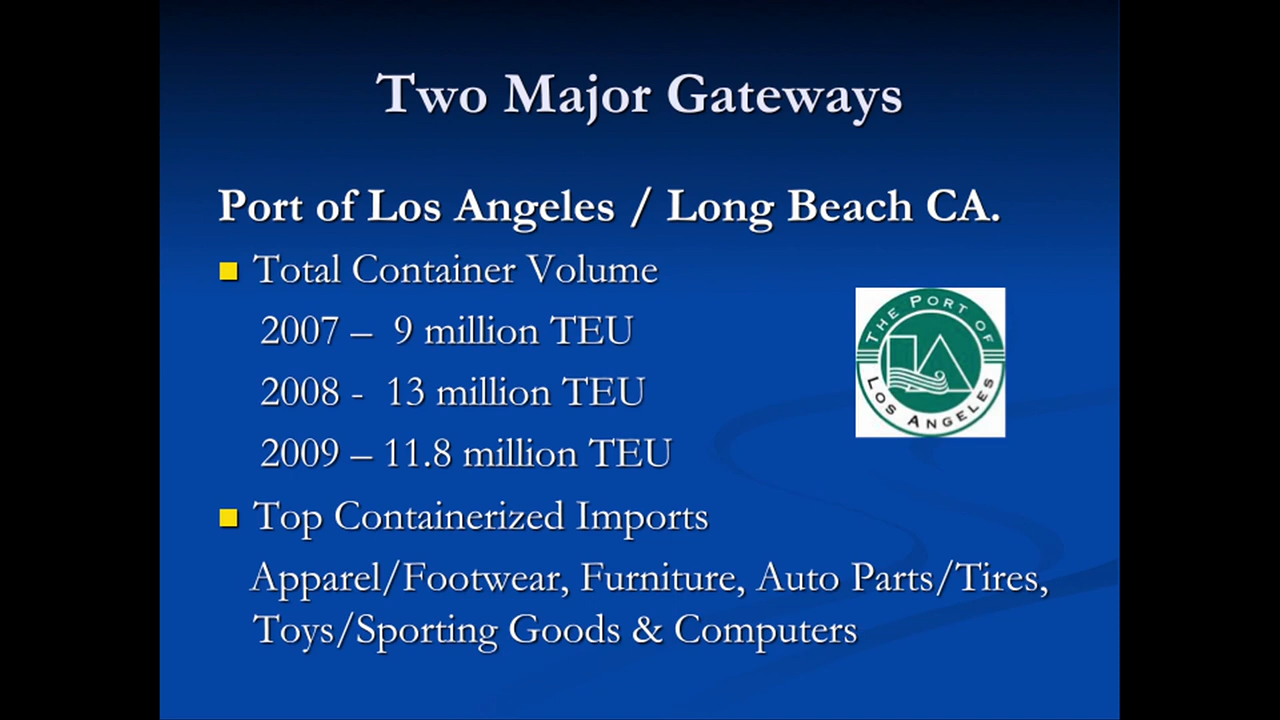 Two Major Gateways
Port of Los Angeles / Long Beach CA.
Total Container Volume
2007 – 9 million TEU
2008 - 13 million TEU
2009 – 11.8 million TEU
THE PORT OF
LA
LOS ANGELES
Top Containerized Imports
Apparel/Footwear, Furniture, Auto Parts/Tires,
Toys/Sporting Goods & Computers